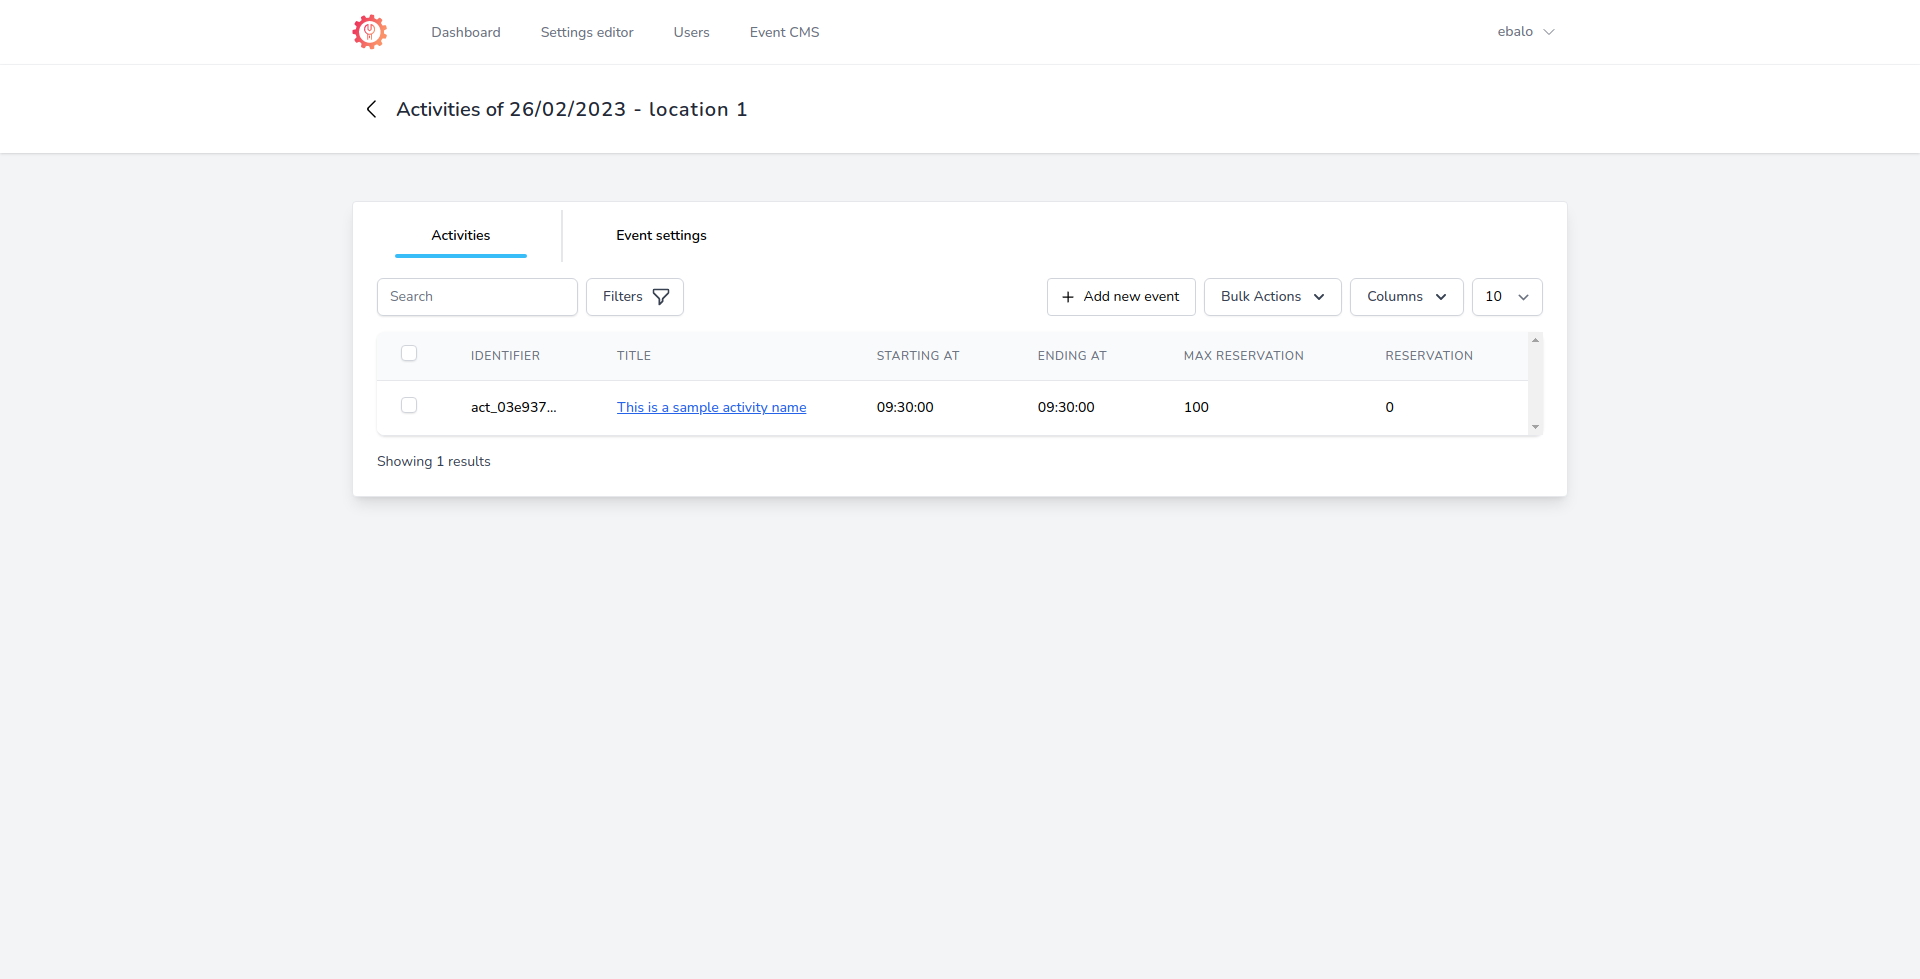 Dashboard Settings editor Users Event CMS ebalo
Activities of 26/02/2023 - location 1
Activities Event settings
Search Filters Add new event Bulk Actions Columns 10
IDENTIFIER TITLE STARTING AT ENDING AT MAX RESERVATION RESERVATION
act_03e937... This is a sample activity name 09:30:00 09:30:00 100 0
Showing 1 results